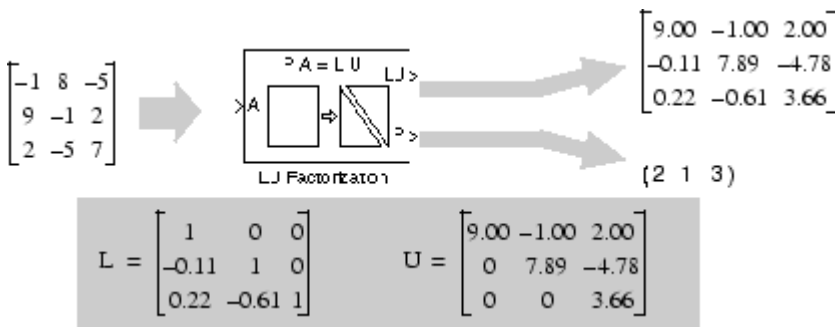 -1 8 -5
9 -1 2
2 -5 7
P A = L U
A
LU
P
LU Factorization
9.00 -1.00 2.00
-0.11 7.89 -4.78
0.22 -0.61 3.66
(2 1 3)
L =
1 0 0
-0.11 1 0
0.22 -0.61 1
U =
9.00 -1.00 2.00
0 7.89 -4.78
0 0 3.66